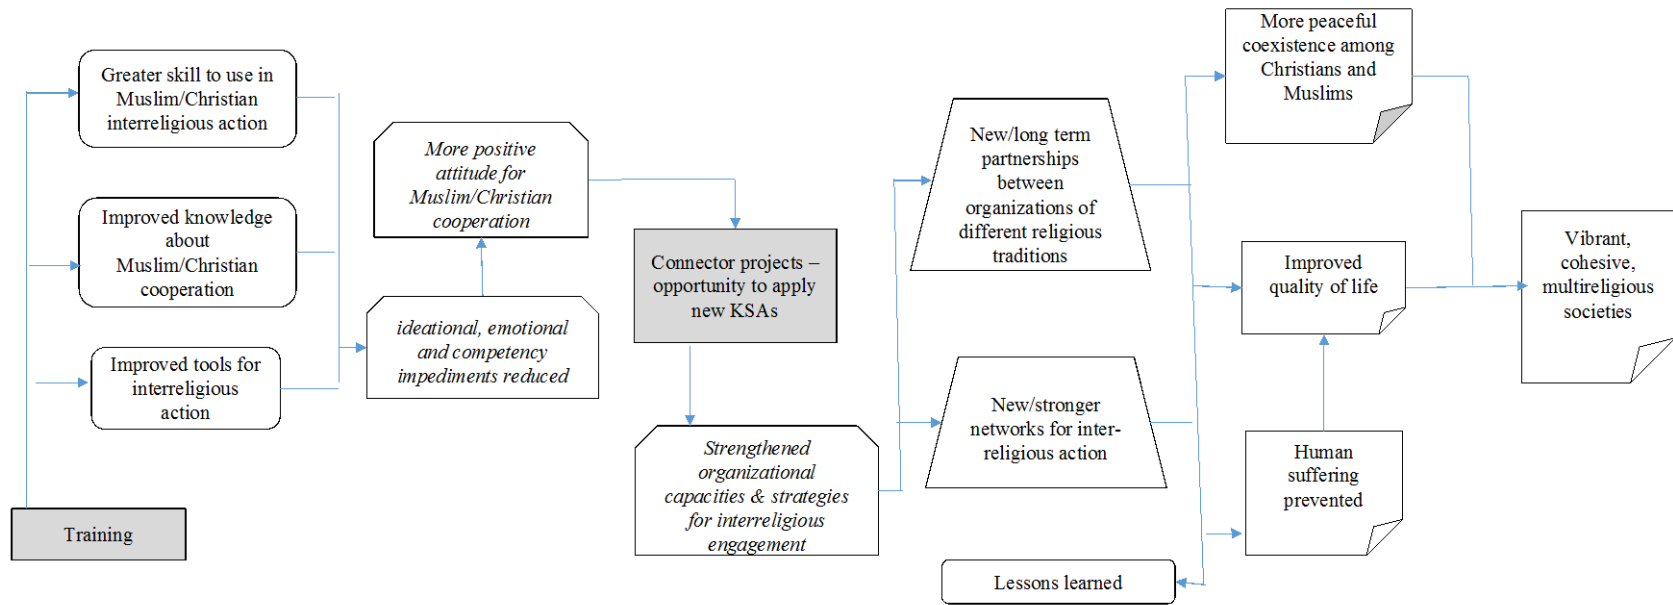 Greater skill to use in
Muslim/Christian
interreligious action
Improved knowledge
about
Muslim/Christian
cooperation
Improved tools for
interreligious
action
Training
More positive
attitude for
Muslim/Christian
cooperation
ideational, emotional
and competency
impediments reduced
Connector projects –
opportunity to apply
new KSAs
Strengthened
organizational
capacities & strategies
for interreligious
engagement
New/long term
partnerships
between
organizations of
different religious
traditions
New/stronger
networks for inter-
religious action
Lessons learned
More peaceful
coexistence among
Christians and
Muslims
Improved
quality of life
Human
suffering
prevented
Vibrant,
cohesive,
multireligious
societies